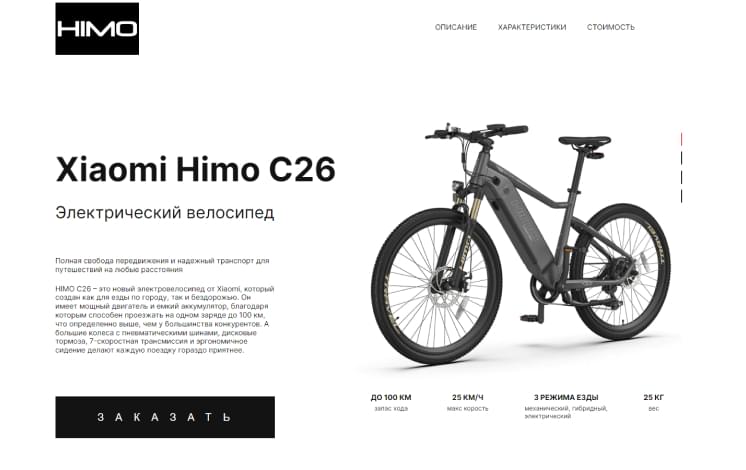 HIMO
ОПИСАНИЕ ХАРАКТЕРИСТИКИ СТОИМОСТЬ
Xiaomi Himo C26
Электрический велосипед
Полная свобода передвижения и надежный транспорт для
путешествий на любые расстояния
HIMO C26 – это новый электровелосипед от Xiaomi, который
создан как для езды по городу, так и бездорожью. Он
имеет мощный двигатель и емкий аккумулятор, благодаря
которым способен проезжать на одном заряде до 100 км,
что определенно выше, чем у большинства конкурентов. А
большие колеса с пневматическими шинами, дисковые
тормоза, 7-скоростная трансмиссия и эргономичное
сидение делают каждую поездку гораздо приятнее.
ЗАКАЗАТЬ
ДО 100 КМ
запас хода
25 КМ/Ч
макс корость
3 РЕЖИМА ЕЗДЫ
механический, гибридный,
электрический
25 КГ
вес